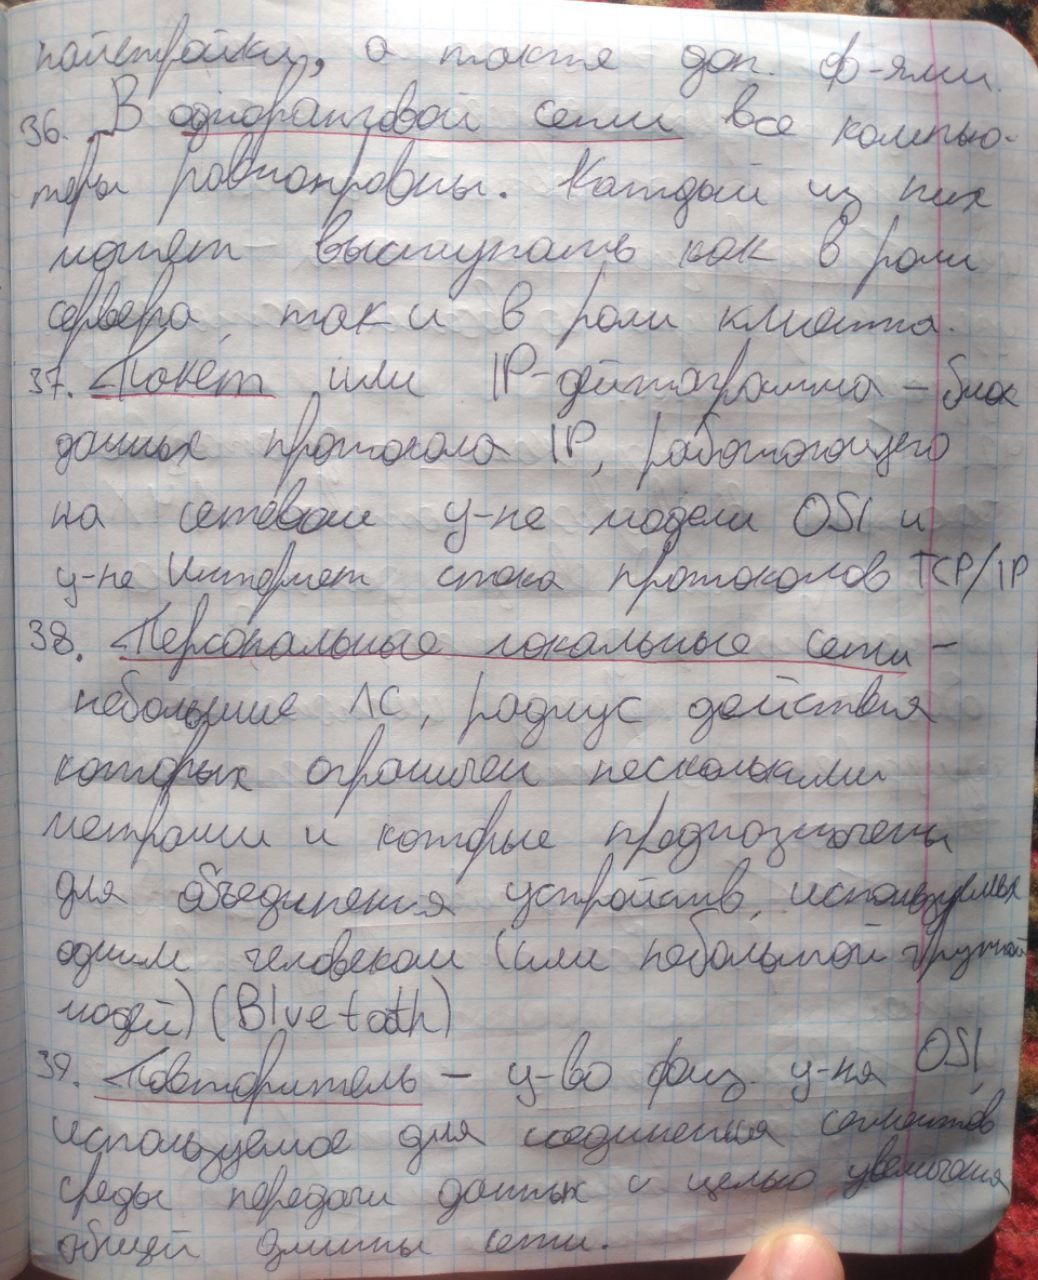 найстройки, а также доп. ф-ями.
36. В одноранговой сети все компью-
теры равноправны. Каждый из них
может выступать как в роли
сервера, так и в роли клиента.
37. Пакет или IP-дейтаграмма – блок
данных протокола IP, работающего
на сетевом у-не модели OSI и
у-не Интернет стека протоколов TCP/IP
38. Персональные локальные сети –
небольшие ЛС, радиус действия
которых ограничен несколькими
метрами и которые предназначены
для объединения устройств, используемых
одним человеком (или небольшой группой
людей) (Bluetooth)
39. Повторитель – у-во физ. у-ня OSI,
используемое для соединения сегментов
среды передачи данных с целью увеличения
общей длины сети.